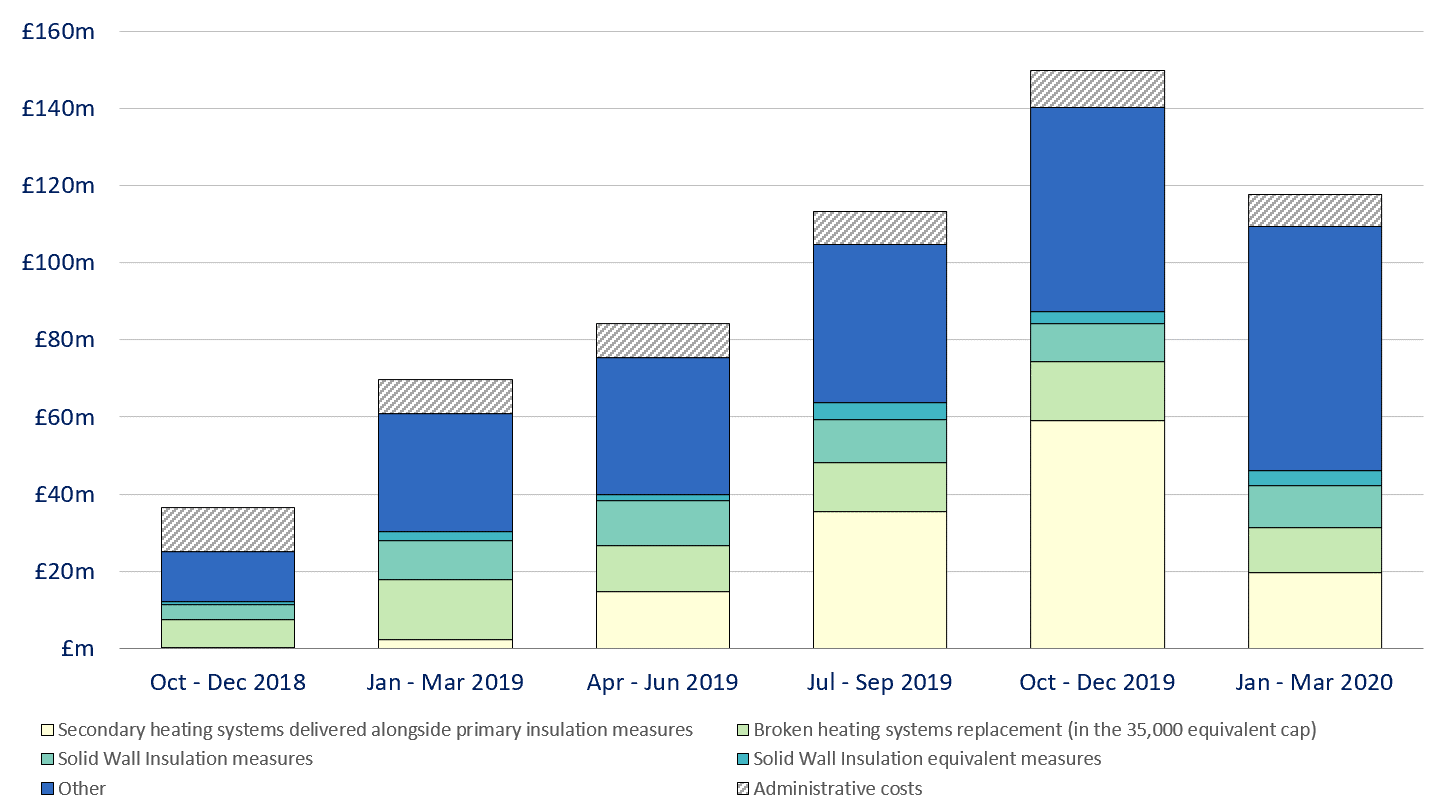 £160m
£140m
£120m
£100m
£80m
£60m
£40m
£20m
£m
Oct - Dec 2018 Jan - Mar 2019 Apr - Jun 2019 Jul - Sep 2019 Oct - Dec 2019 Jan - Mar 2020
Secondary heating systems delivered alongside primary insulation measures Broken heating systems replacement (in the 35,000 equivalent cap)
Solid Wall Insulation measures Solid Wall Insulation equivalent measures
Other Administrative costs